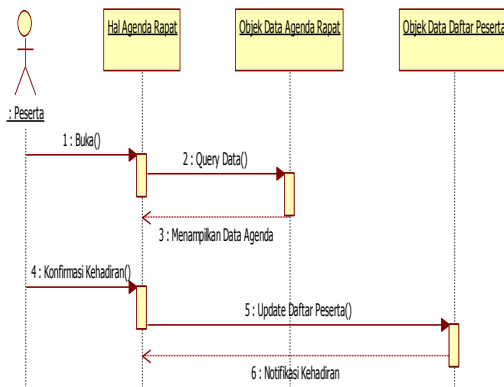 Hal Agenda Rapat
Objek Data Agenda Rapat
Objek Data Daftar Peserta
: Peserta
1 : Buka()
2 : Query Data()
3 : Menampilkan Data Agenda
4 : Konfirmasi Kehadiran()
5 : Update Daftar Peserta()
6 : Notifikasi Kehadiran